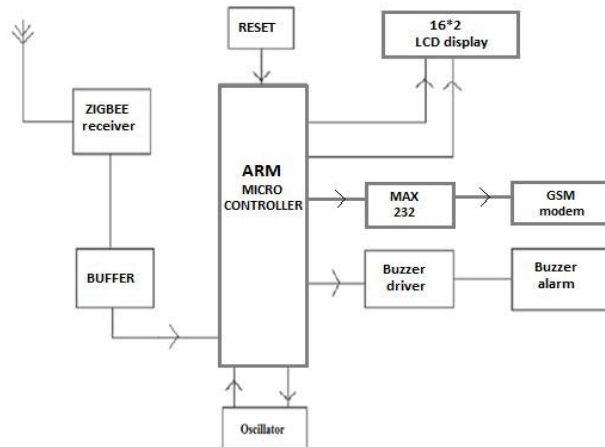 RESET
16*2
LCD display
ZIGBEE
receiver
ARM
MICRO
CONTROLLER
MAX
232
GSM
modem
BUFFER
Buzzer
driver
Buzzer
alarm
Oscillator